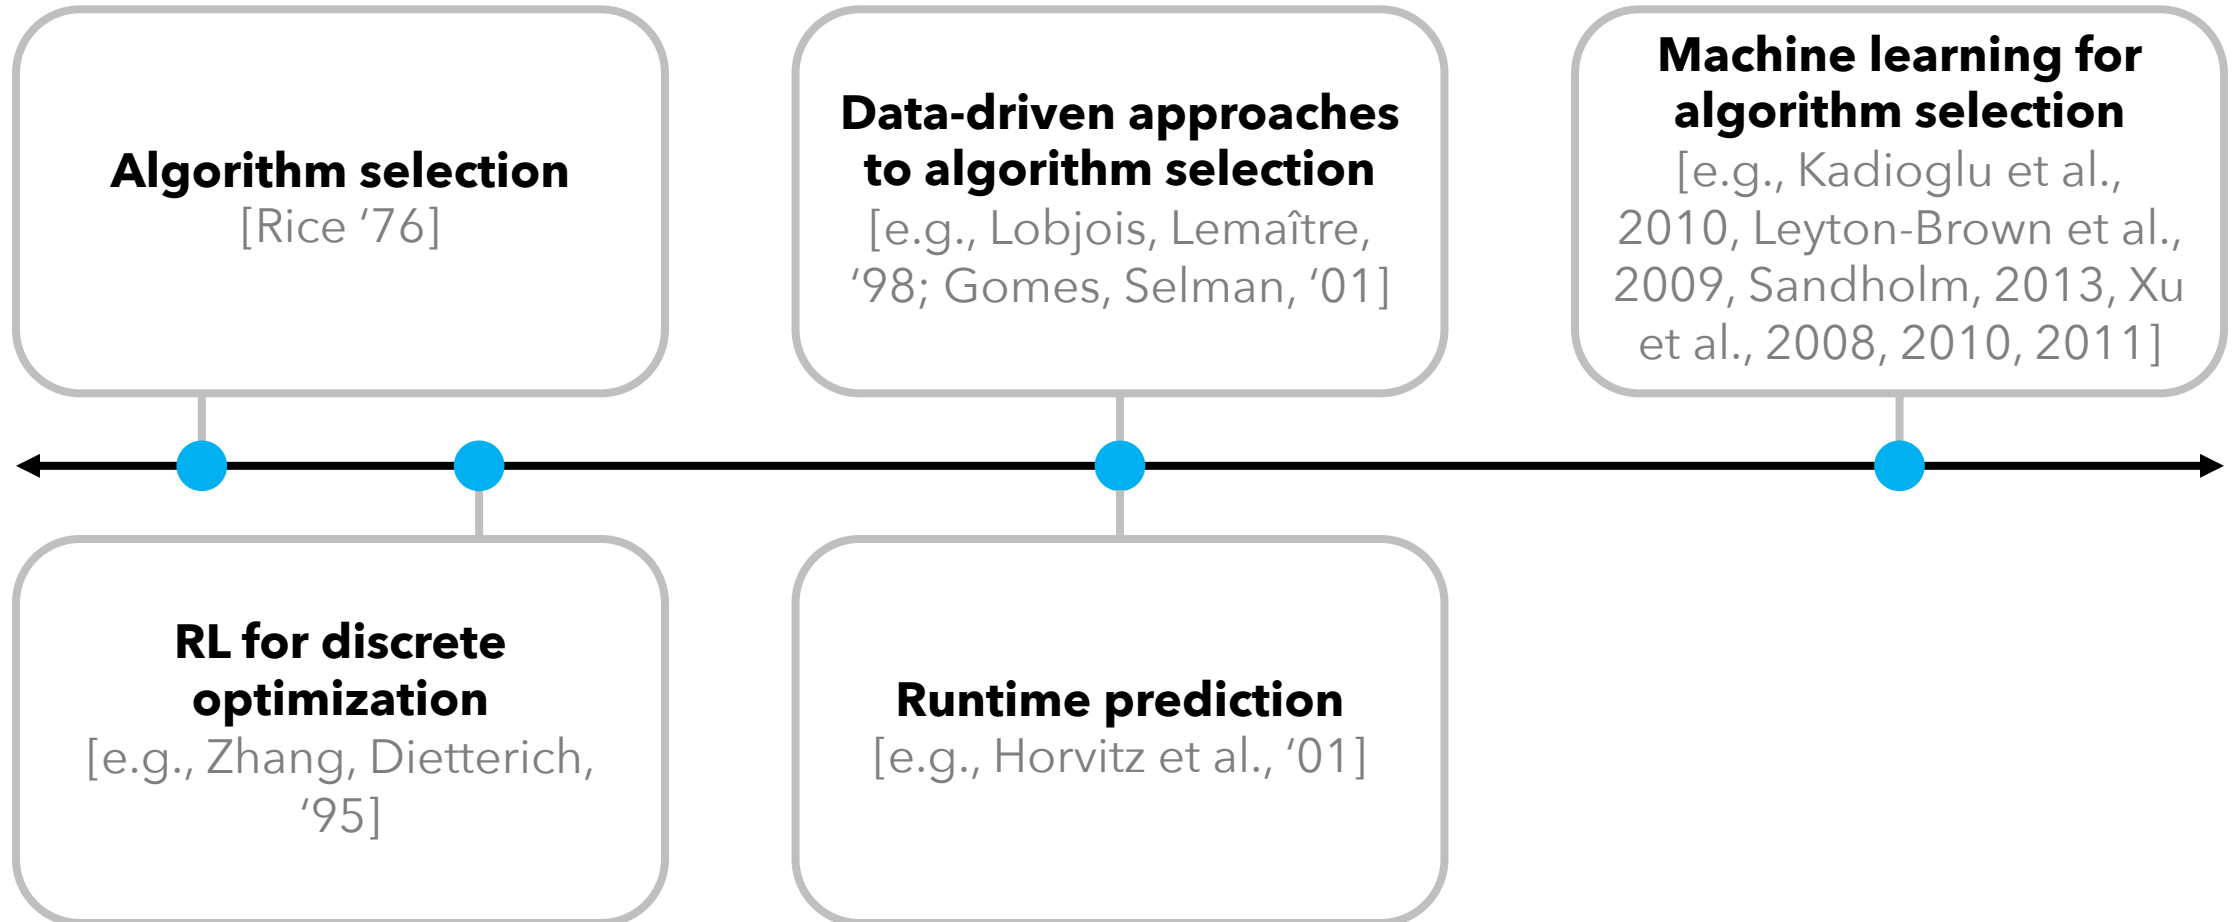 Algorithm selection
[Rice ‘76]
Data-driven approaches
to algorithm selection
[e.g., Lobjois, Lemaître,
‘98; Gomes, Selman, ‘01]
Machine learning for
algorithm selection
[e.g., Kadioglu et al.,
2010, Leyton-Brown et al.,
2009, Sandholm, 2013, Xu
et al., 2008, 2010, 2011]
RL for discrete
optimization
[e.g., Zhang, Dietterich,
‘95]
Runtime prediction
[e.g., Horvitz et al., ‘01]